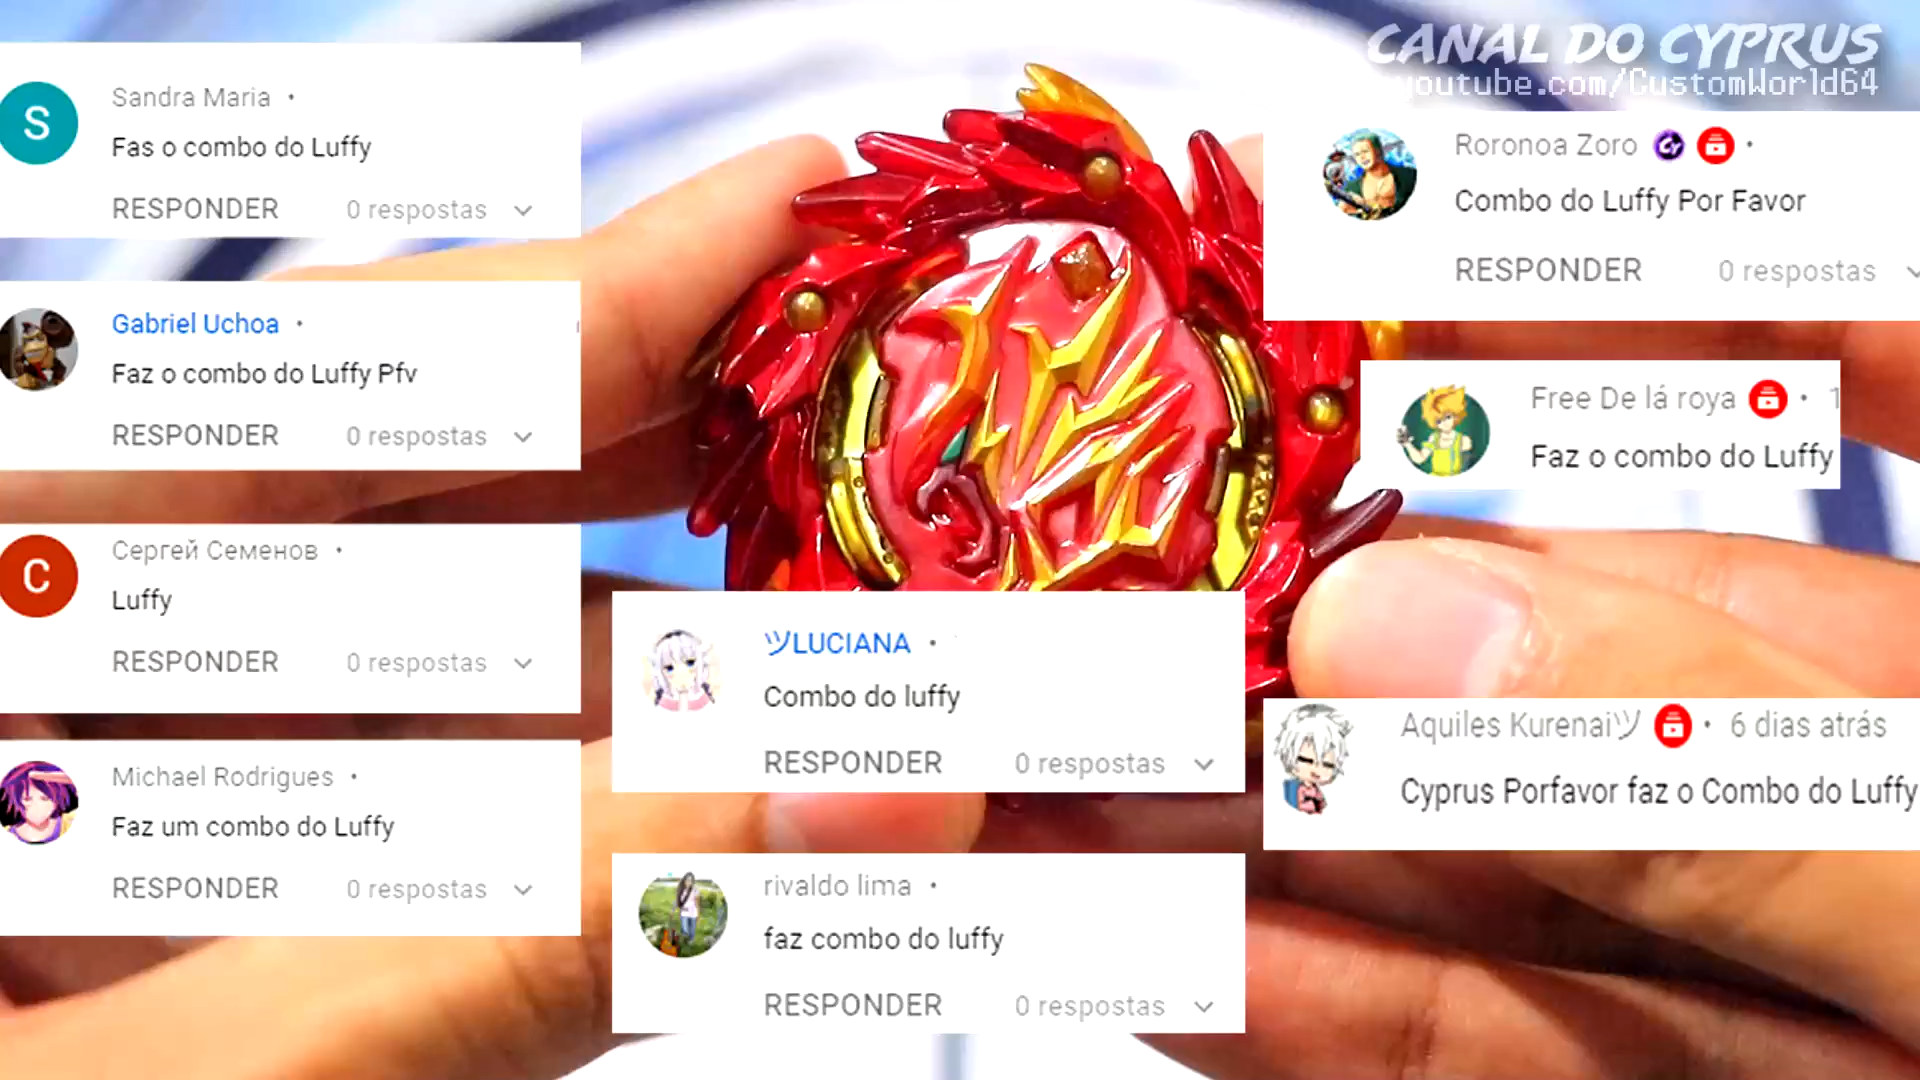 CANAL DO CYPRUS
youtube.com/CustomWorld64
S
Sandra Maria •
Fas o combo do Luffy
RESPONDER 0 respostas
Gabriel Uchoa •
Faz o combo do Luffy Pfv
RESPONDER 0 respostas
С
Сергей Семенов •
Luffy
RESPONDER 0 respostas
Michael Rodrigues •
Faz um combo do Luffy
RESPONDER 0 respostas
ツLUCIANA •
Combo do luffy
RESPONDER 0 respostas
rivaldo lima •
faz combo do luffy
RESPONDER 0 respostas
Roronoa Zoro Cy •
Combo do Luffy Por Favor
RESPONDER 0 respostas
Free De lá roya • 1
Faz o combo do Luffy
Aquiles Kurenaiツ • 6 dias atrás
Cyprus Porfavor faz o Combo do Luffy